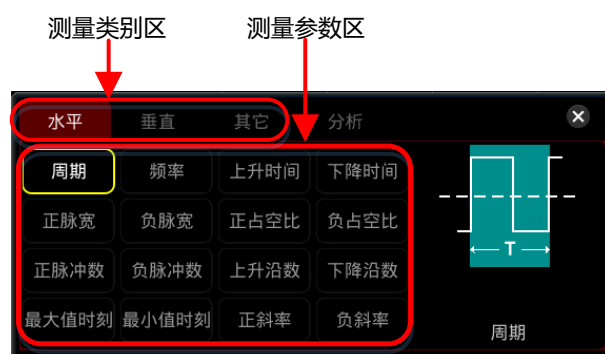 测量类别区 测量参数区
水平 垂直 其它 分析
周期 频率 上升时间 下降时间
正脉宽 负脉宽 正占空比 负占空比
T
正脉冲数 负脉冲数 上升沿数 下降沿数
最大值时刻 最小值时刻 正斜率 负斜率
周期